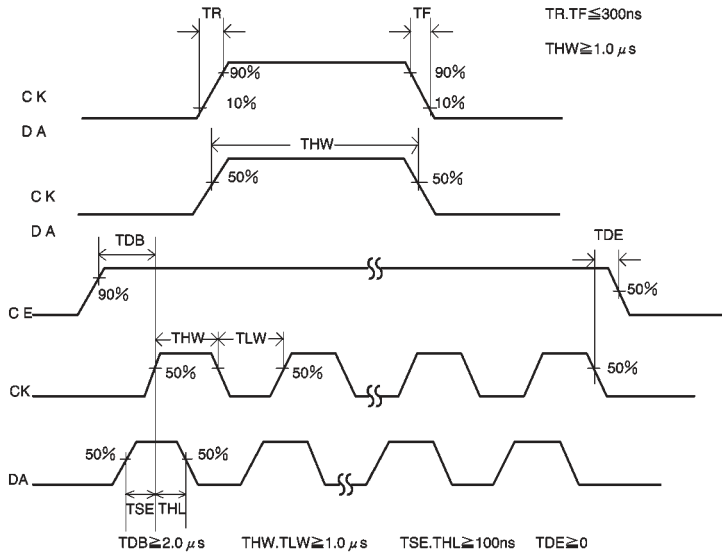 TR TF TR.TF≦300ns
THW≧1.0 μs
90% 90%
CK 10% 10%
DA
THW
50% 50%
CK
DA
TDB TDE
90% 50%
CE
THW TLW
50% 50% 50%
CK
50% 50%
DA
TSE THL
TDB≧2.0 μs THW.TLW≧1.0 μs TSE.THL≧100ns TDE≧0